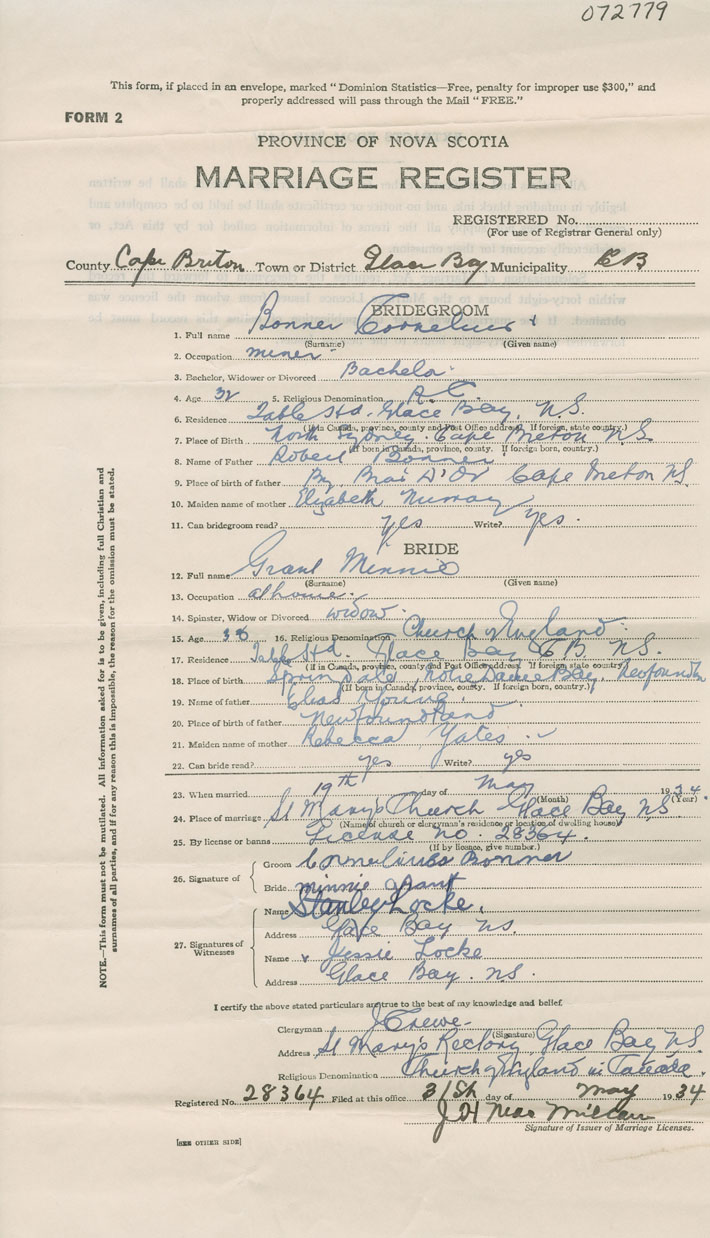 072779
This form, if placed in an envelope, marked "Dominion Statistics—Free, penalty for improper use $300," and
properly addressed will pass through the Mail "FREE."
FORM 2
PROVINCE OF NOVA SCOTIA
MARRIAGE REGISTER
REGISTERED No.
(For use of Registrar General only)
County Cape Briton Town or District Glace Bay Municipality CB
BRIDEGROOM
1. Full name Bonner Cornelius
(Surname) (Given name)
2. Occupation miner
3. Bachelor, Widower or Divorced Bachelor
4. Age 32 5. Religious Denomination R.C.
6. Residence Table Hd. Glace Bay, N.S.
(If in Canada, province, county and Post Office address. If foreign, state country.)
7. Place of Birth North Sydney. Cape Breton N.S.
(If born in Canada, province, county. If foreign born, country.)
8. Name of Father Robert Bonner
9. Place of birth of father Bras D'Or Cape Breton N.S.
10. Maiden name of mother Elizabeth Murray
11. Can bridegroom read? yes Write? yes.
BRIDE
12. Full name Grant Minnie
(Surname) (Given name)
13. Occupation at home.
14. Spinster, Widow or Divorced widow.
15. Age 36 16. Religious Denomination Church England
17. Residence Table Hd. Glace Bay C.B. N.S.
(If in Canada, province, county and Post Office address. If foreign state country.)
18. Place of birth Springdale, Notre Dame Bay, Newfoundln
(If born in Canada, province, county. If foreign born, country.)
19. Name of father Chas Young.
20. Place of birth of father Newfoundland
21. Maiden name of mother Rebecca Yates.
22. Can bride read? yes Write? yes
23. When married 19th day of May 1934.
(Month) (Year)
24. Place of marriage St Mary's Church Glace Bay N.S.
(Name of church or clergyman's residence or location of dwelling house)
25. By license or banns License no. 28364.
(If by licence, give number.)
26. Signature of
Groom Cornelius Bonner
Bride minnie Grant
27. Signatures of Witnesses
Name Stanley Locke.
Address Glace Bay N.S.
Name Jessie Locke
Address Glace Bay. N.S.
I certify the above stated particulars are true to the best of my knowledge and belief.
Clergyman J Crewe
(Signature)
Address St Mary's Rectory, Glace Bay N.S.
Religious Denomination Church of England in Canada.
Registered No. 28364 Filed at this office 31st day of May 1934
J H Mac Millan
Signature of Issuer of Marriage Licenses.
[SEE OTHER SIDE]
NOTE.—This form must not be mutilated. All information asked for is to be given, including full Christian and
surnames of all parties, and if for any reason this is impossible, the reason for the omission must be stated.